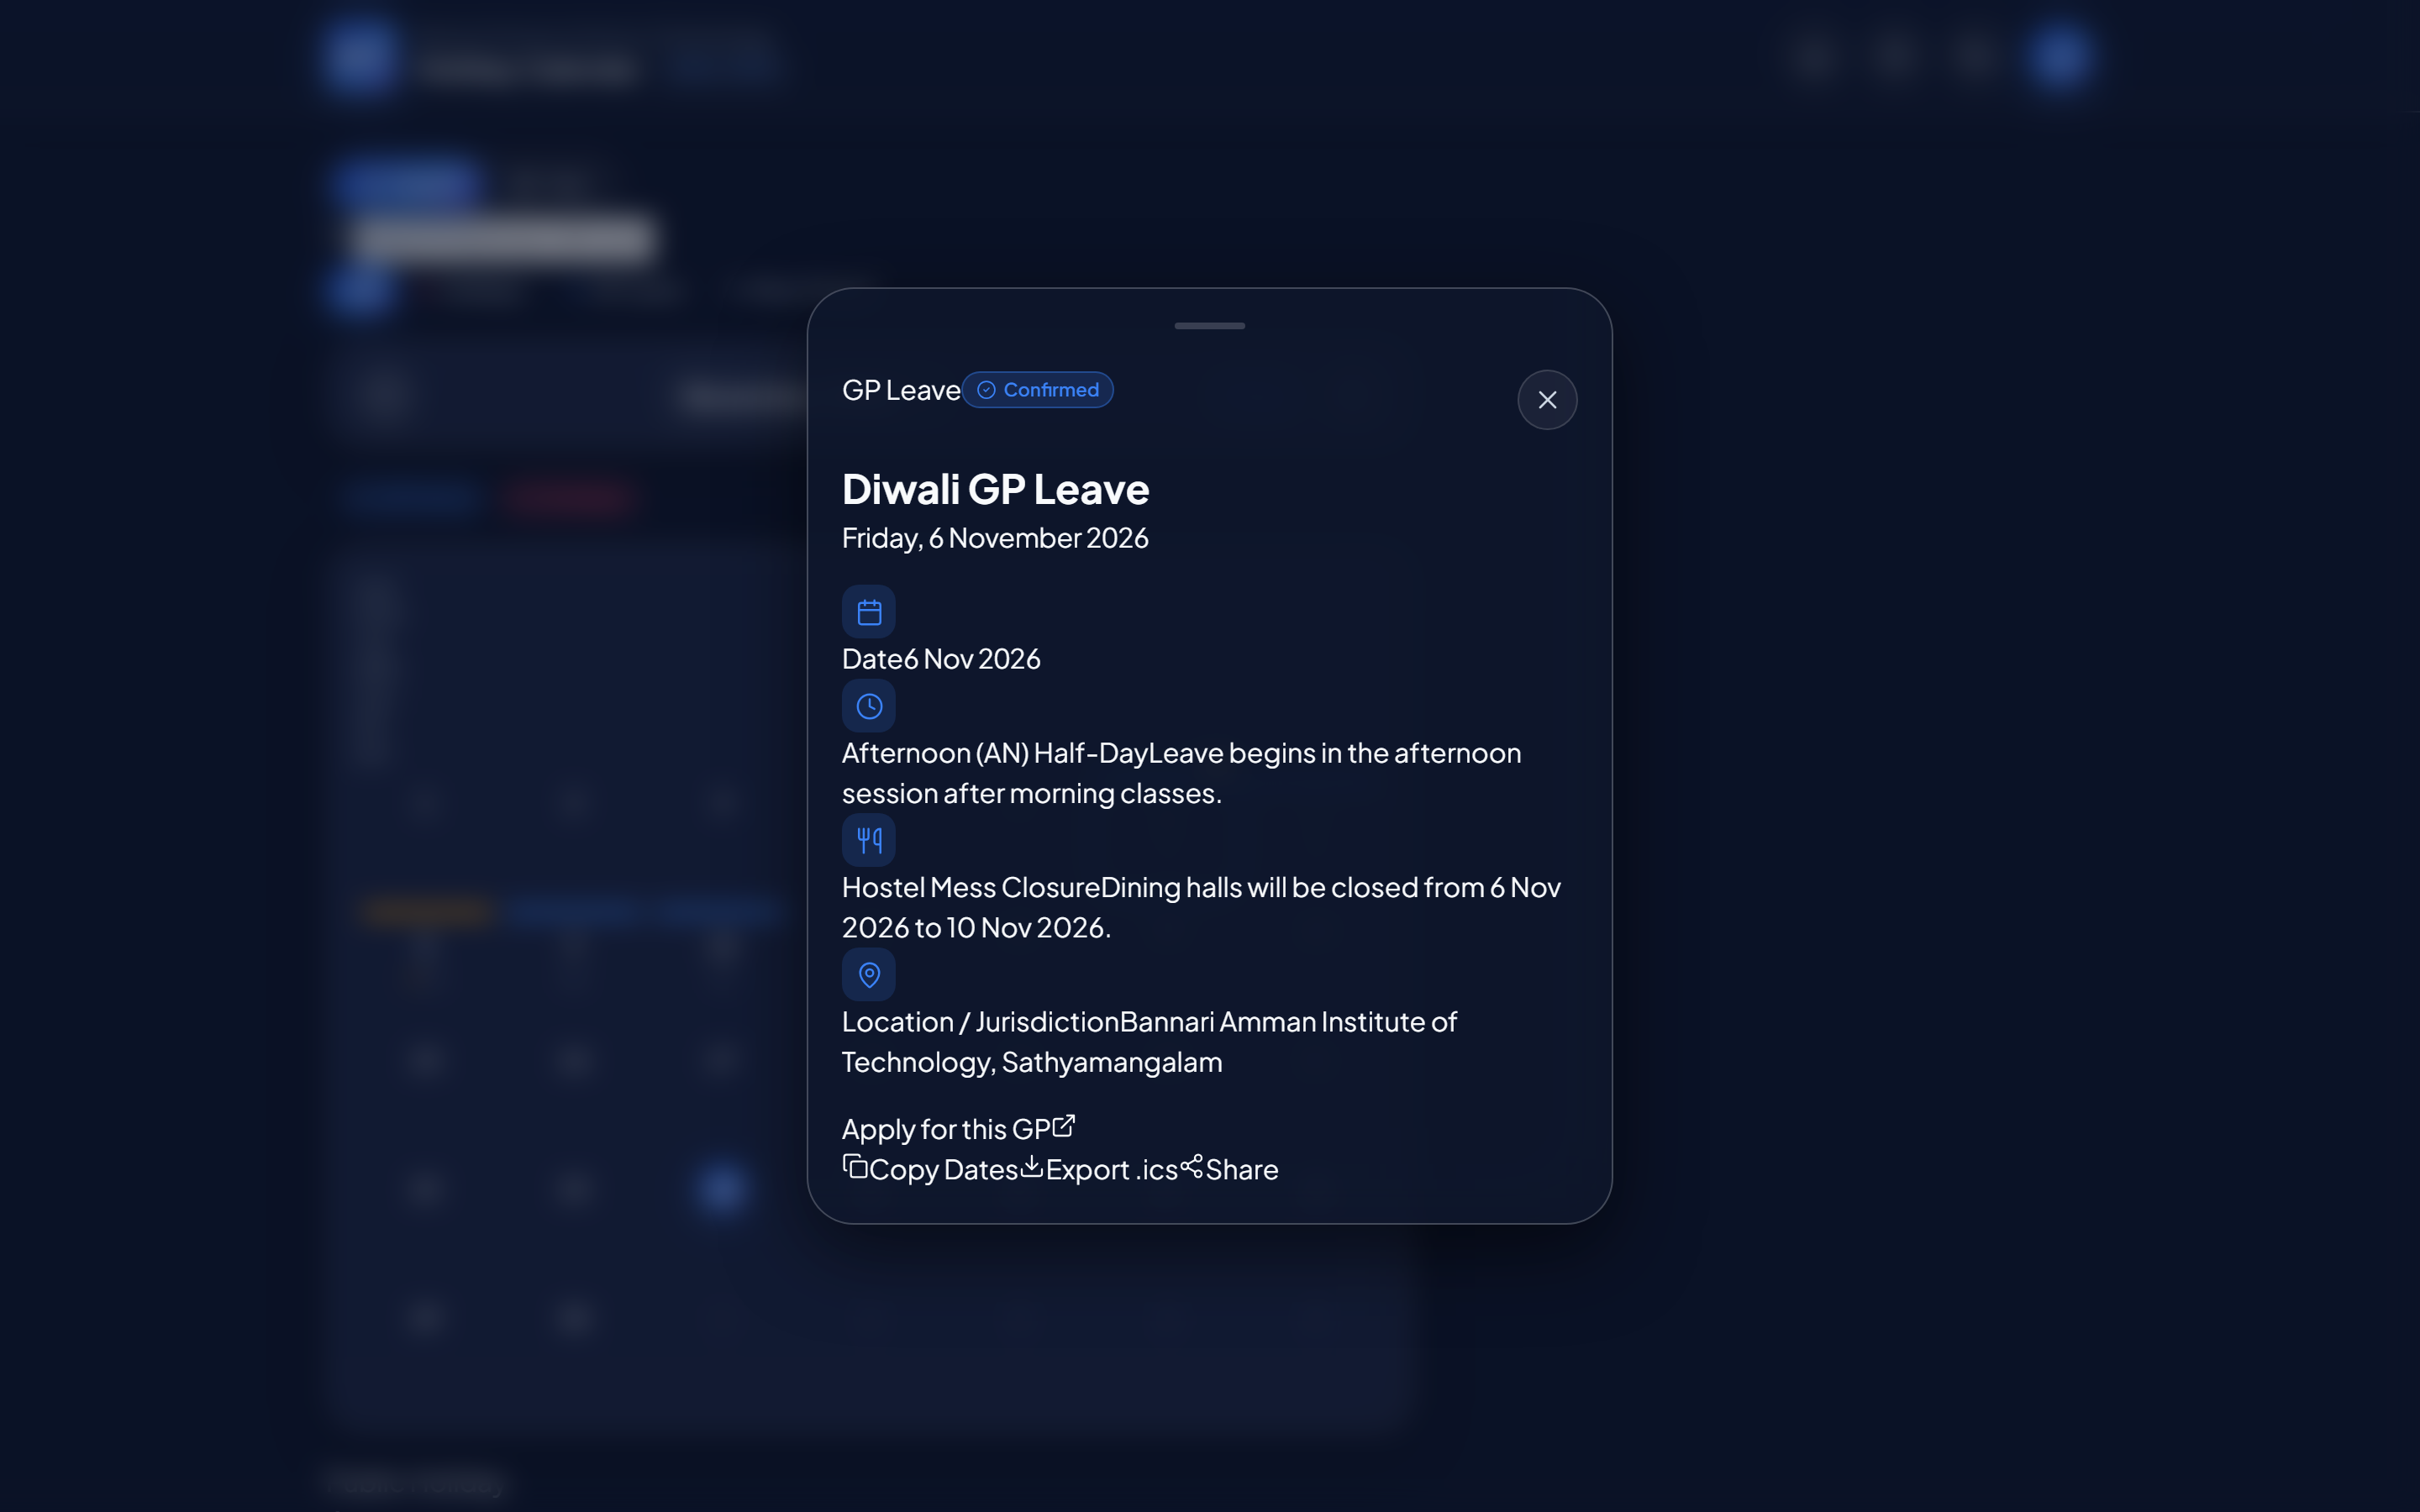 GP Leave Confirmed
Diwali GP Leave
Friday, 6 November 2026
Date6 Nov 2026
Afternoon (AN) Half-DayLeave begins in the afternoon
session after morning classes.
Hostel Mess ClosureDining halls will be closed from 6 Nov
2026 to 10 Nov 2026.
Location / JurisdictionBannari Amman Institute of
Technology, Sathyamangalam
Apply for this GP
Copy Dates Export .ics Share